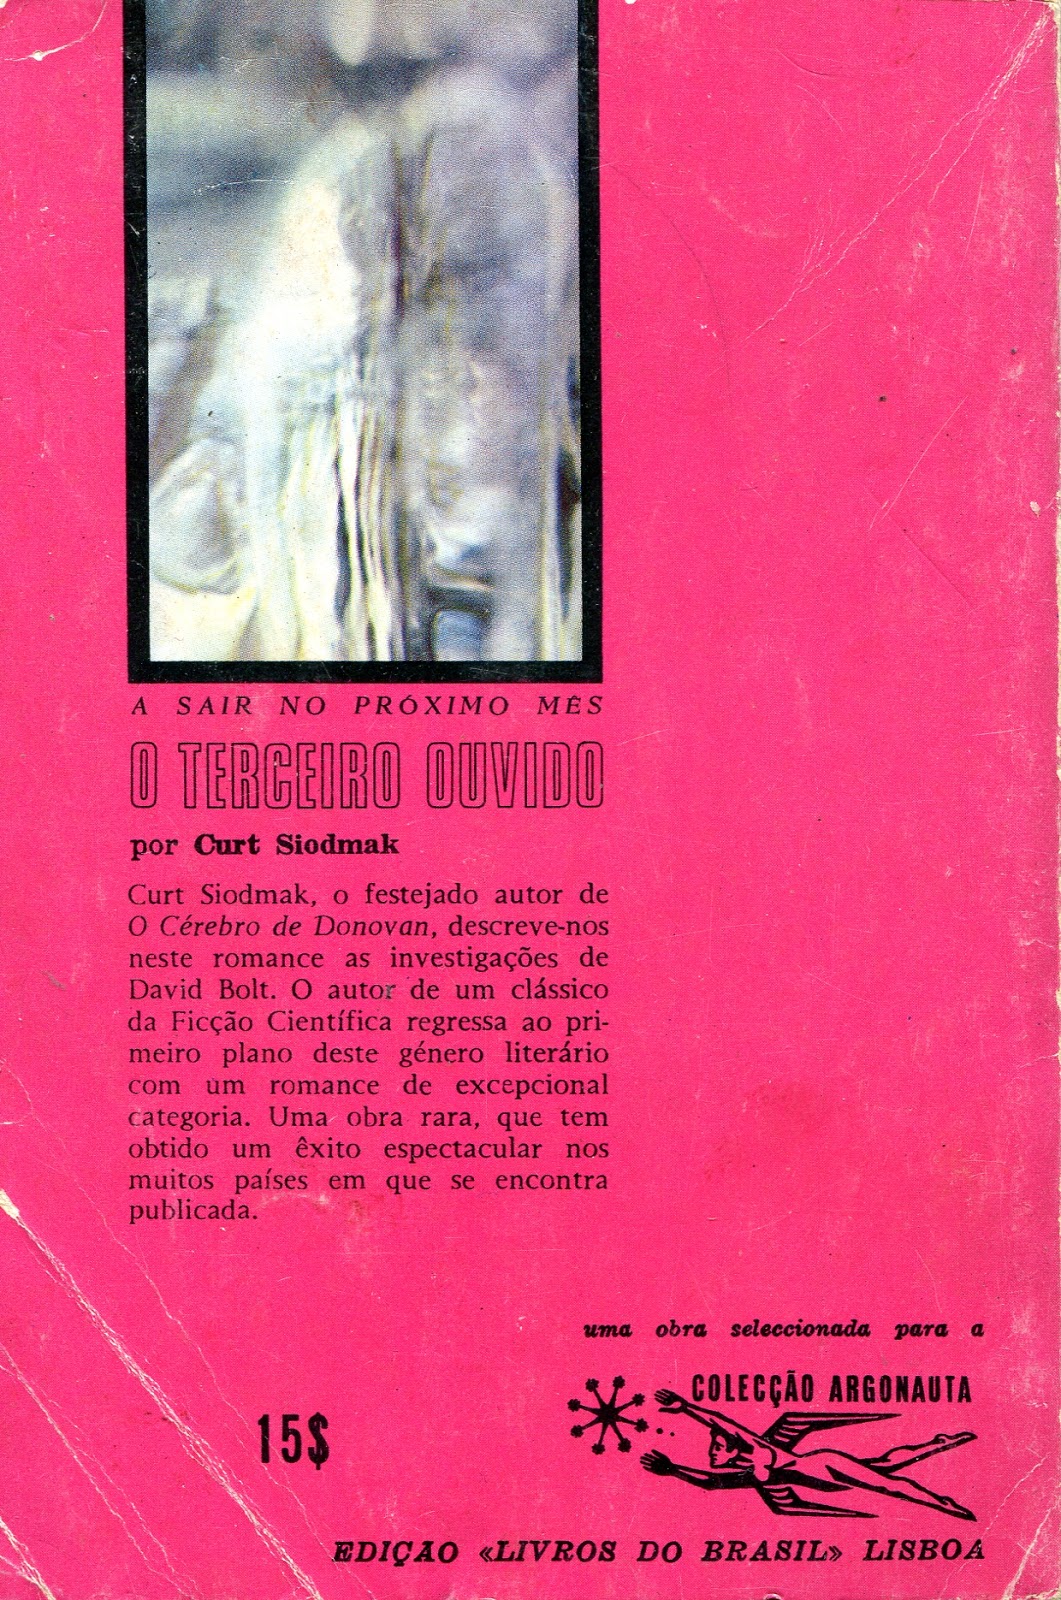 A SAIR NO PRÓXIMO MÊS
O TERCEIRO OUVIDO
por Curt Siodmak
Curt Siodmak, o festejado autor de
O Cérebro de Donovan, descreve-nos
neste romance as investigações de
David Bolt. O autor de um clássico
da Ficção Científica regressa ao pri-
meiro plano deste género literário
com um romance de excepcional
categoria. Uma obra rara, que tem
obtido um êxito espectacular nos
muitos países em que se encontra
publicada.
uma obra seleccionada para a
COLECÇÃO ARGONAUTA
15$
EDIÇAO «LIVROS DO BRASIL» LISBOA